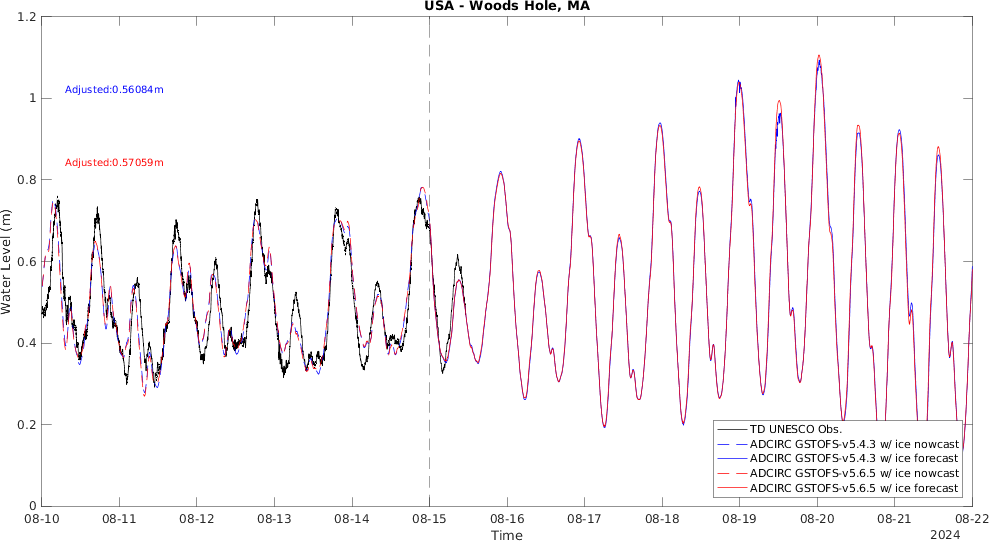 USA - Woods Hole, MA
1.2
1
0.8
0.6
0.4
0.2
0
Water Level (m)
Adjusted:0.56084m
Adjusted:0.57059m
TD UNESCO Obs.
ADCIRC GSTOFS-v5.4.3 w/ ice nowcast
ADCIRC GSTOFS-v5.4.3 w/ ice forecast
ADCIRC GSTOFS-v5.6.5 w/ ice nowcast
ADCIRC GSTOFS-v5.6.5 w/ ice forecast
08-10 08-11 08-12 08-13 08-14 08-15 08-16 08-17 08-18 08-19 08-20 08-21 08-22
Time
2024